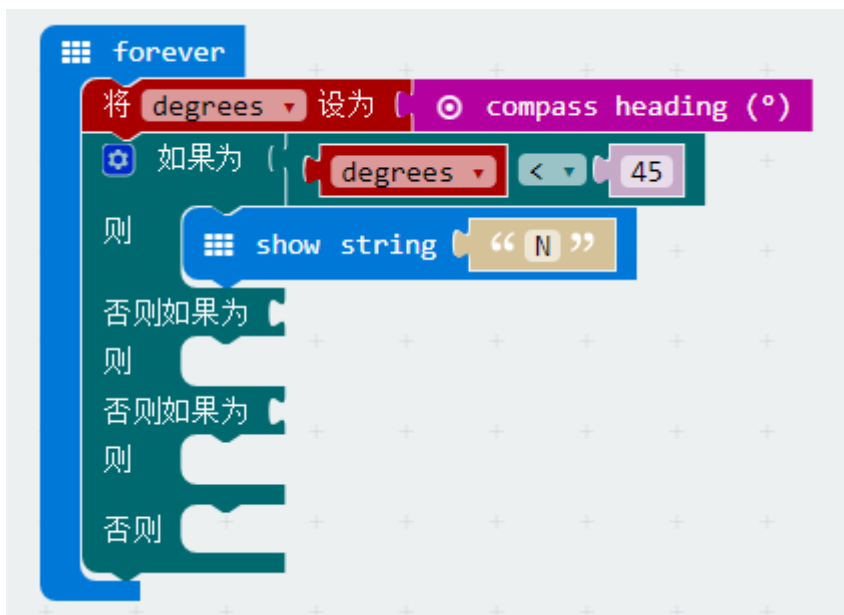 forever
将 degrees 设为 compass heading (°)
如果为 degrees < 45
则 show string “ N ”
否则如果为
则
否则如果为
则
否则